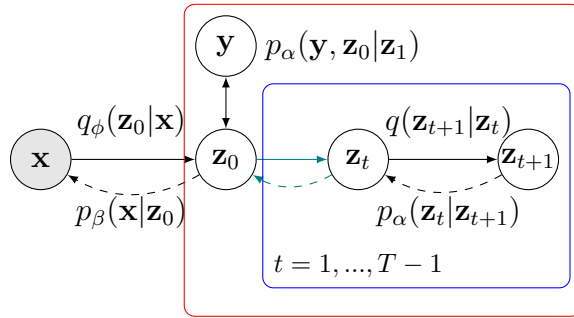 y p_α(y, z_0|z_1)
q_ϕ(z_0|x) q(z_{t+1}|z_t)
x z_0 z_t z_{t+1}
p_β(x|z_0) p_α(z_t|z_{t+1})
t = 1, ..., T − 1